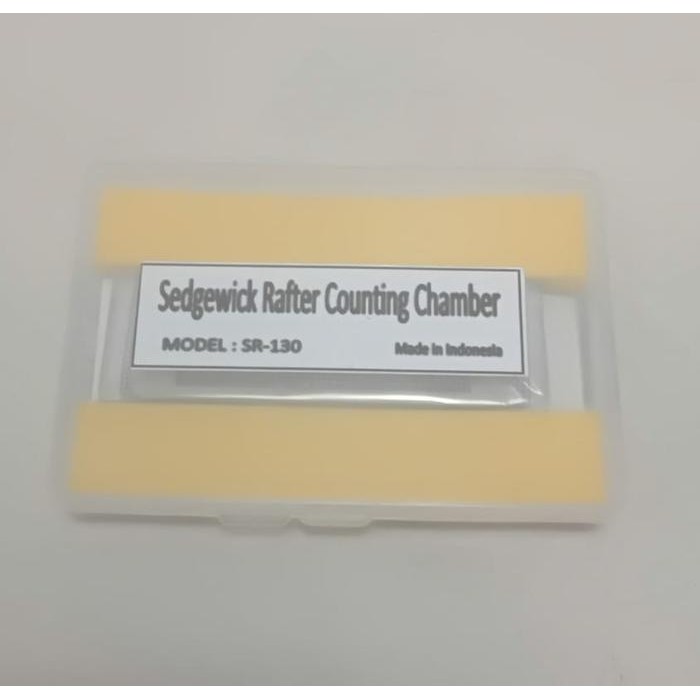 Sedgewick Rafter Counting Chamber
MODEL : SR-130
Made in Indonesia